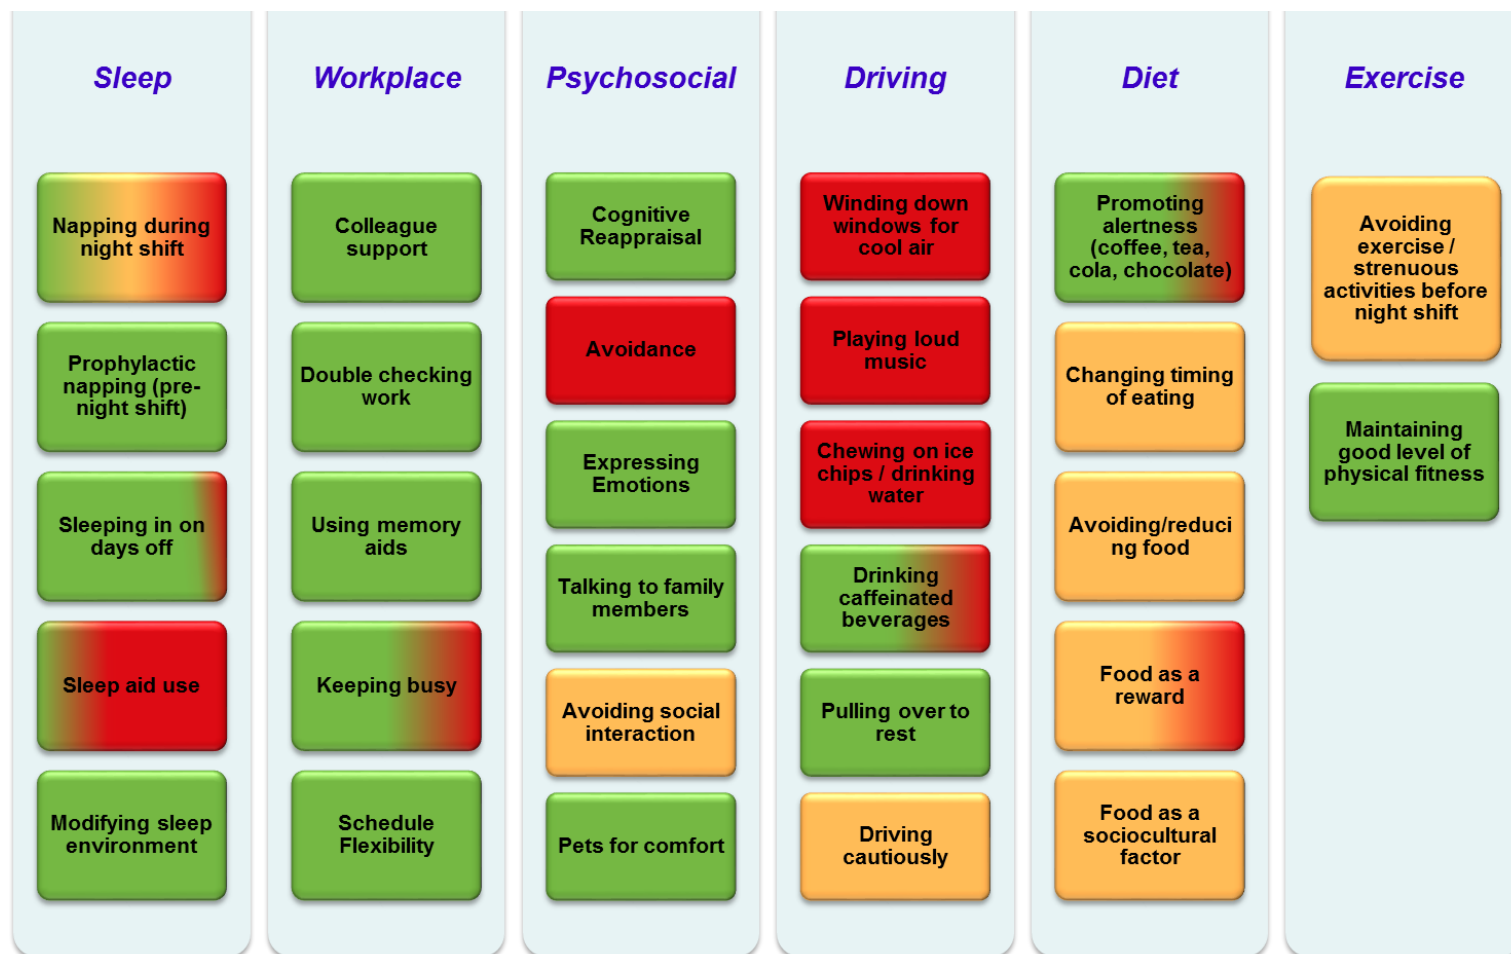 Sleep
Napping during
night shift
Prophylactic
napping (pre-
night shift)
Sleeping in on
days off
Sleep aid use
Modifying sleep
environment
Workplace
Colleague
support
Double checking
work
Using memory
aids
Keeping busy
Schedule
Flexibility
Psychosocial
Cognitive
Reappraisal
Avoidance
Expressing
Emotions
Talking to family
members
Avoiding social
interaction
Pets for comfort
Driving
Winding down
windows for
cool air
Playing loud
music
Chewing on ice
chips / drinking
water
Drinking
caffeinated
beverages
Pulling over to
rest
Driving
cautiously
Diet
Promoting
alertness
(coffee, tea,
cola, chocolate)
Changing timing
of eating
Avoiding/reduci
ng food
Food as a
reward
Food as a
sociocultural
factor
Exercise
Avoiding
exercise /
strenuous
activities before
night shift
Maintaining
good level of
physical fitness